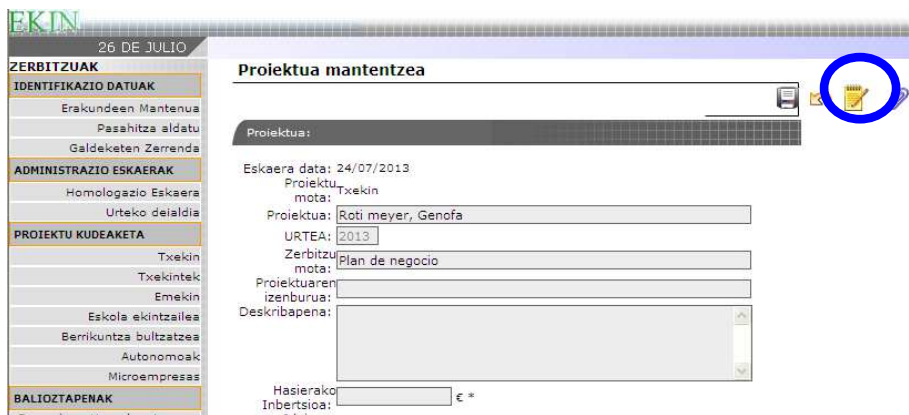 EKIN
26 DE JULIO
ZERBITZUAK
IDENTIFIKAZIO DATUAK
Erakundeen Mantenua
Pasahitza aldatu
Galdeketen Zerrenda
ADMINISTRAZIO ESKAERAK
Homologazio Eskaera
Urteko deialdia
PROIEKTU KUDEAKETA
Txekin
Txekintek
Emekin
Eskola ekintzailea
Berrikuntza bultzatzea
Autonomoak
Microempresas
BALIOZTAPENAK
Proiektua mantentzea
Proiektua:
Eskaera data: 24/07/2013
Proiektu mota: Txekin
Proiektua: Roti meyer, Genofa
URTEA: 2013
Zerbitzu mota: Plan de negocio
Proiektuaren
izenburua:
Deskribapena:
Hasierako
Inbertsioa: € *